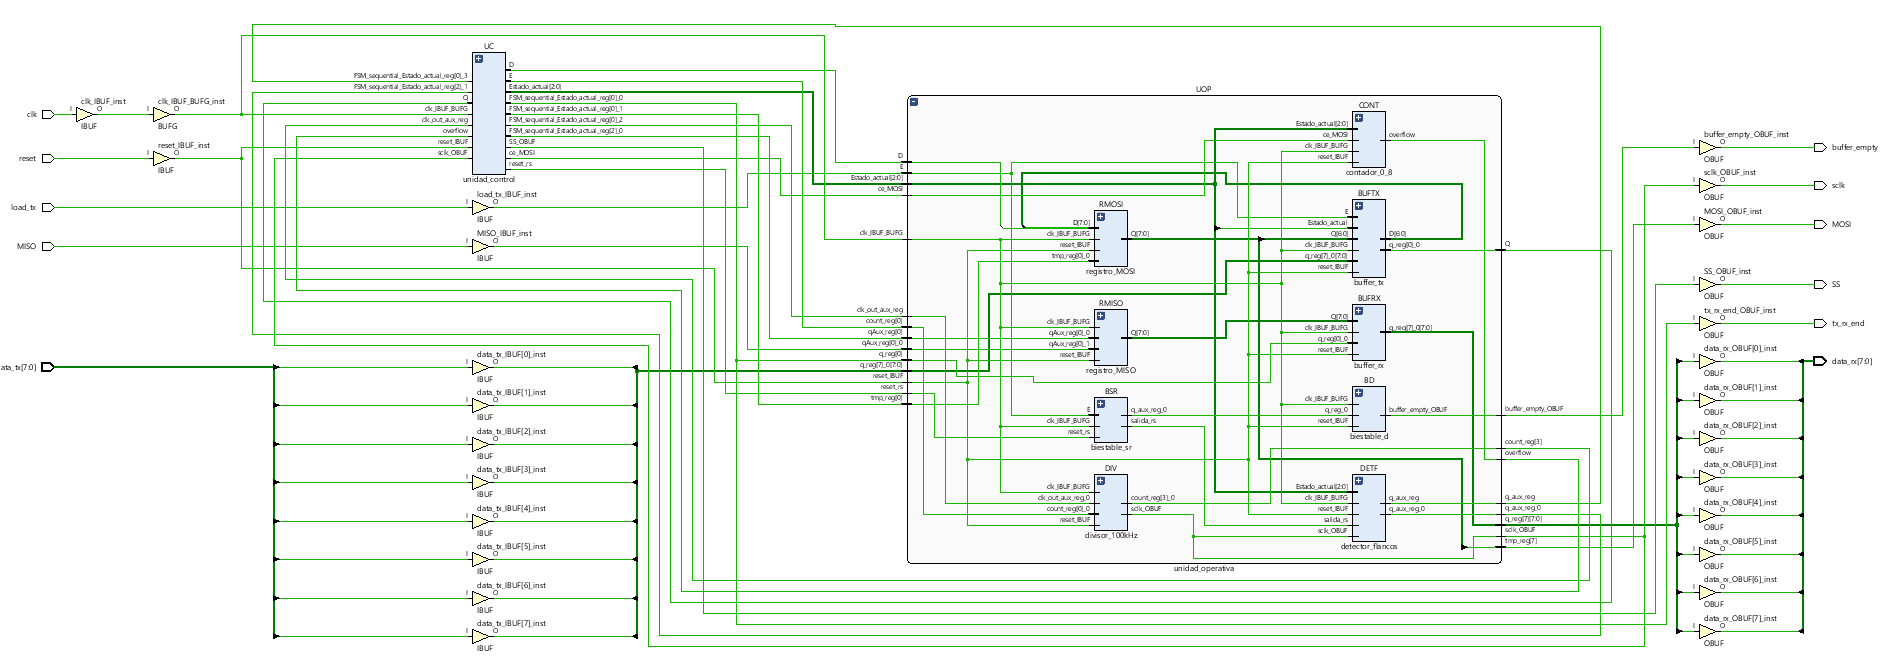 UC
FSM_sequential_Estado_actual_reg[0]_3
FSM_sequential_Estado_actual_reg[2]_1
Q
clk_IBUF_BUFG
clk_out_aux_reg
overflow
reset_IBUF
sclk_OBUF
D
E
Estado_actual[2:0]
FSM_sequential_Estado_actual_reg[0]_0
FSM_sequential_Estado_actual_reg[0]_1
FSM_sequential_Estado_actual_reg[0]_2
FSM_sequential_Estado_actual_reg[2]_0
SS_OBUF
ce_MOSI
reset_rs
unidad_control
clk
clk_IBUF_inst
I
O
IBUF
clk_IBUF_BUFG_inst
I
O
BUFG
reset
reset_IBUF_inst
I
O
IBUF
load_tx
load_tx_IBUF_inst
I
O
IBUF
MISO
MISO_IBUF_inst
I
O
IBUF
ata_tx[7:0]
data_tx_IBUF[0]_inst
I
O
IBUF
data_tx_IBUF[1]_inst
I
O
IBUF
data_tx_IBUF[2]_inst
I
O
IBUF
data_tx_IBUF[3]_inst
I
O
IBUF
data_tx_IBUF[4]_inst
I
O
IBUF
data_tx_IBUF[5]_inst
I
O
IBUF
data_tx_IBUF[6]_inst
I
O
IBUF
data_tx_IBUF[7]_inst
I
O
IBUF
UOP
D
E
Estado_actual[2:0]
ce_MOSI
clk_IBUF_BUFG
clk_out_aux_reg
count_reg[0]
qAux_reg[0]
qAux_reg[0]_0
q_reg[0]
q_reg[7]_0[7:0]
reset_IBUF
reset_rs
tmp_reg[0]
RMOSI
D[7:0]
clk_IBUF_BUFG
reset_IBUF
tmp_reg[0]_0
Q[7:0]
registro_MOSI
RMISO
clk_IBUF_BUFG
qAux_reg[0]_0
qAux_reg[0]_1
reset_IBUF
Q[7:0]
registro_MISO
BSR
E
clk_IBUF_BUFG
reset_rs
q_aux_reg_0
salida_rs
biestable_sr
DIV
clk_IBUF_BUFG
clk_out_aux_reg_0
count_reg[0]_0
reset_IBUF
count_reg[3]_0
sclk_OBUF
divisor_100kHz
CONT
Estado_actual[2:0]
ce_MOSI
clk_IBUF_BUFG
reset_IBUF
overflow
contador_0_8
BUFTX
E
Estado_actual
Q[6:0]
clk_IBUF_BUFG
q_reg[7]_0[7:0]
reset_IBUF
D[6:0]
q_reg[0]_0
buffer_tx
BUFRX
Q[7:0]
clk_IBUF_BUFG
q_reg[0]_0
reset_IBUF
q_reg[7]_0[7:0]
buffer_rx
BD
clk_IBUF_BUFG
q_reg_0
reset_IBUF
buffer_empty_OBUF
biestable_d
DETF
Estado_actual[2:0]
clk_IBUF_BUFG
reset_IBUF
salida_rs
sclk_OBUF
q_aux_reg
q_aux_reg_0
detector_flancos
Q
buffer_empty_OBUF
count_reg[3]
overflow
q_aux_reg
q_aux_reg_0
q_reg[7][7:0]
sclk_OBUF
tmp_reg[7]
unidad_operativa
buffer_empty_OBUF_inst
I
O
OBUF
buffer_empty
sclk_OBUF_inst
I
O
OBUF
sclk
MOSI_OBUF_inst
I
O
OBUF
MOSI
SS_OBUF_inst
I
O
OBUF
SS
tx_rx_end_OBUF_inst
I
O
OBUF
tx_rx_end
data_rx_OBUF[0]_inst
I
O
OBUF
data_rx[7:0]
data_rx_OBUF[1]_inst
I
O
OBUF
data_rx_OBUF[2]_inst
I
O
OBUF
data_rx_OBUF[3]_inst
I
O
OBUF
data_rx_OBUF[4]_inst
I
O
OBUF
data_rx_OBUF[5]_inst
I
O
OBUF
data_rx_OBUF[6]_inst
I
O
OBUF
data_rx_OBUF[7]_inst
I
O
OBUF